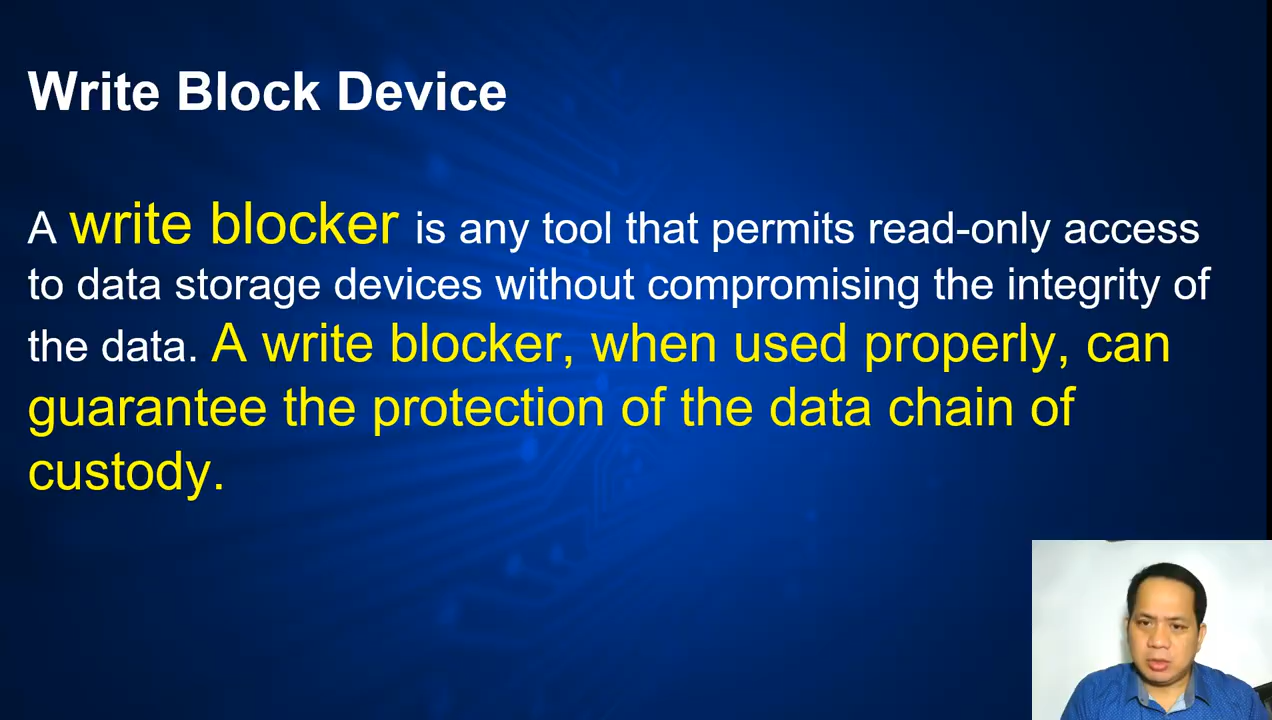 Write Block Device
A write blocker is any tool that permits read-only access
to data storage devices without compromising the integrity of
the data. A write blocker, when used properly, can
guarantee the protection of the data chain of
custody.